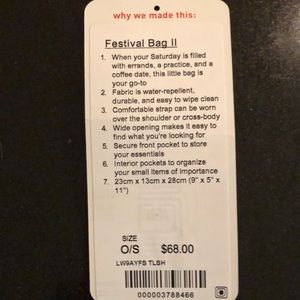 why we made this:
Festival Bag II
1. When your Saturday is filled
with errands, a practice, and a
coffee date, this little bag is
your go-to
2. Fabric is water-repellent,
durable, and easy to wipe clean
3. Comfortable strap can be worn
over the shoulder or cross-body
4. Wide opening makes it easy to
find what you're looking for
5. Secure front pocket to store
your essentials
6. Interior pockets to organize
your small items of importance
7. 23cm x 13cm x 28cm (9" x 5" x
11")
SIZE
O/S $68.00
LW9AYFS TLSH
000003788466